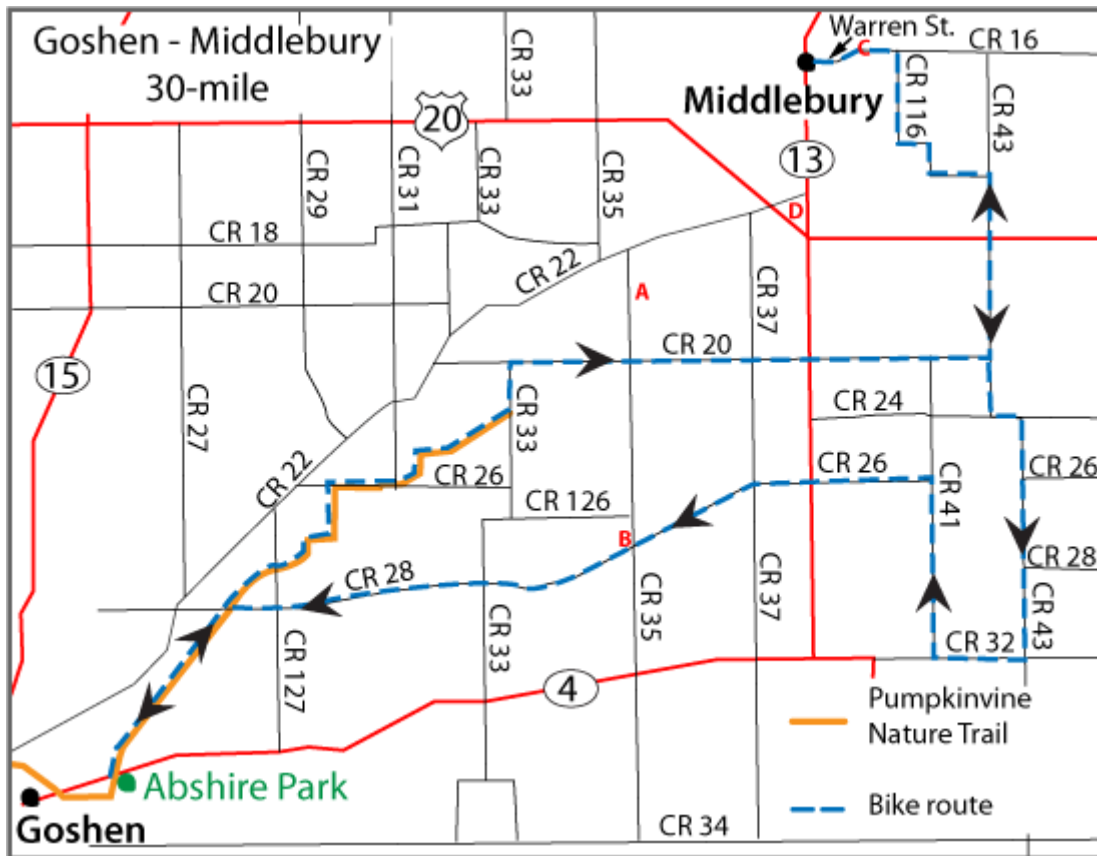 Goshen - Middlebury
30-mile
CR 33
Warren St.
C
CR 16
Middlebury
CR 116
CR 43
20
13
CR 29
CR 31
CR 33
CR 35
D
CR 18
CR 22
A
CR 20
CR 37
CR 20
15
CR 27
CR 33
CR 24
CR 22
CR 26
CR 26
CR 26
CR 41
CR 126
B
CR 28
CR 28
CR 35
CR 37
CR 43
CR 127
CR 33
CR 32
4
Pumpkinvine
Nature Trail
Abshire Park
Bike route
Goshen
CR 34